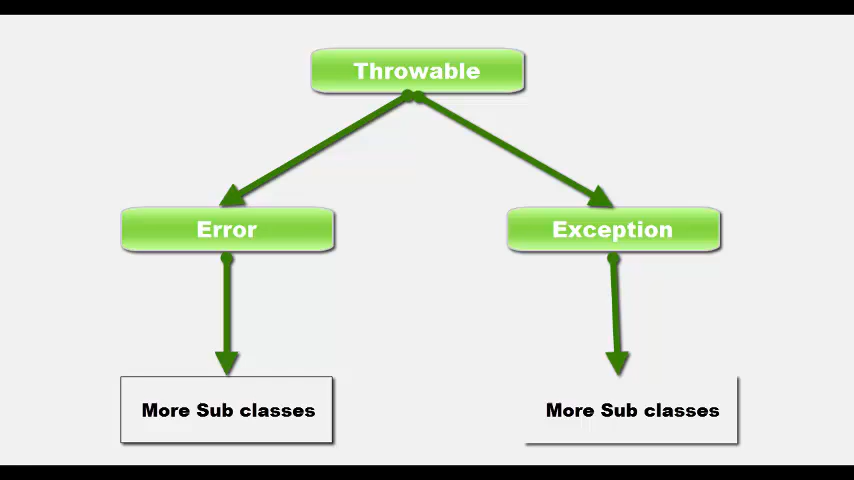 Throwable
Error
Exception
More Sub classes
More Sub classes